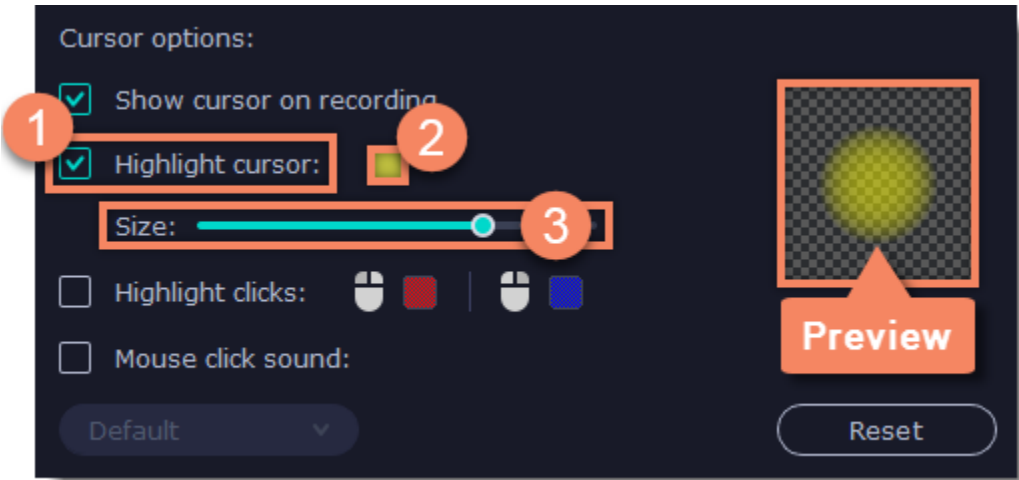 Cursor options:
Show cursor on recording
1
2
Highlight cursor:
Size:
3
Highlight clicks:
Preview
Mouse click sound:
Default
Reset